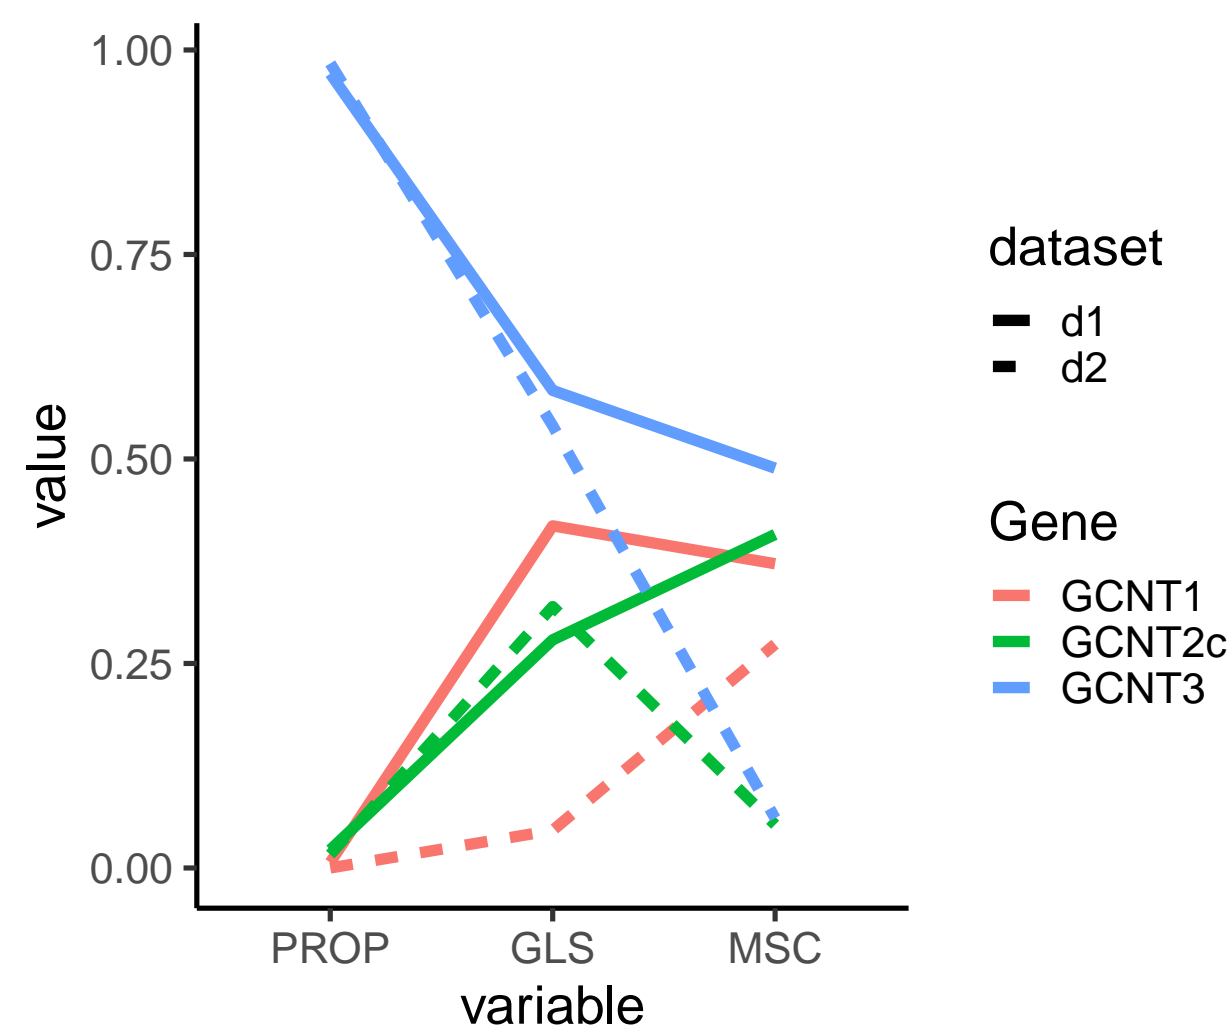 1.00
0.75
0.50
0.25
0.00
value
PROP GLS MSC
variable
dataset
d1
d2
Gene
GCNT1
GCNT2c
GCNT3